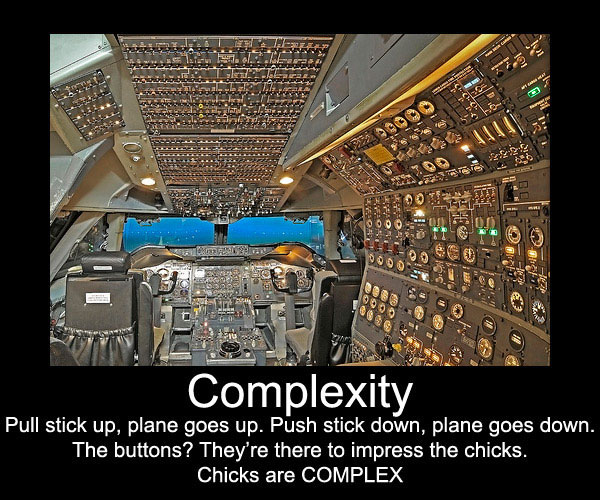 Complexity
Pull stick up, plane goes up. Push stick down, plane goes down.
The buttons? They're there to impress the chicks.
Chicks are COMPLEX